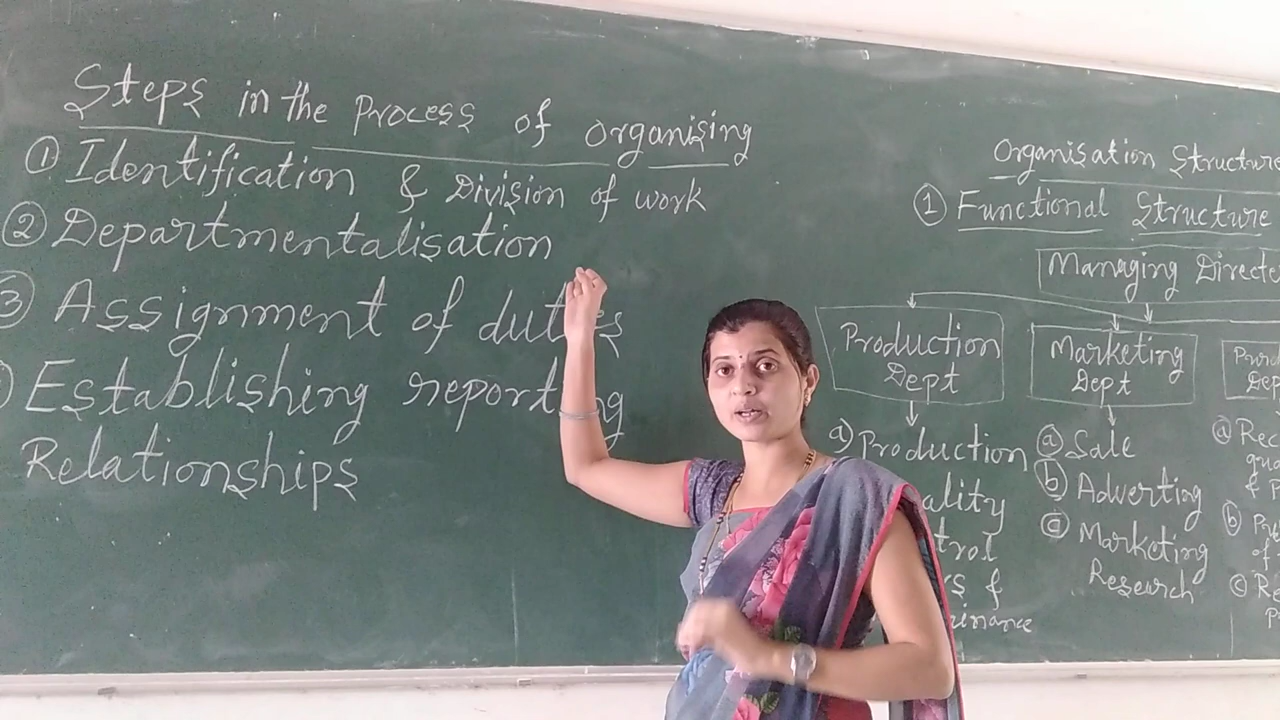 Steps in the Process of Organising
① Identification & Division of work
② Departmentalisation
③ Assignment of duties
Establishing reporting
Relationships
Organisation Structure
① Functional Structure
Managing
Production
Dept
Marketing
Dept
ⓐ Production
ⓐ Sale
ⓑ Adverting
ⓒ Marketing
Research
ⓐ
ⓑ
ⓒ